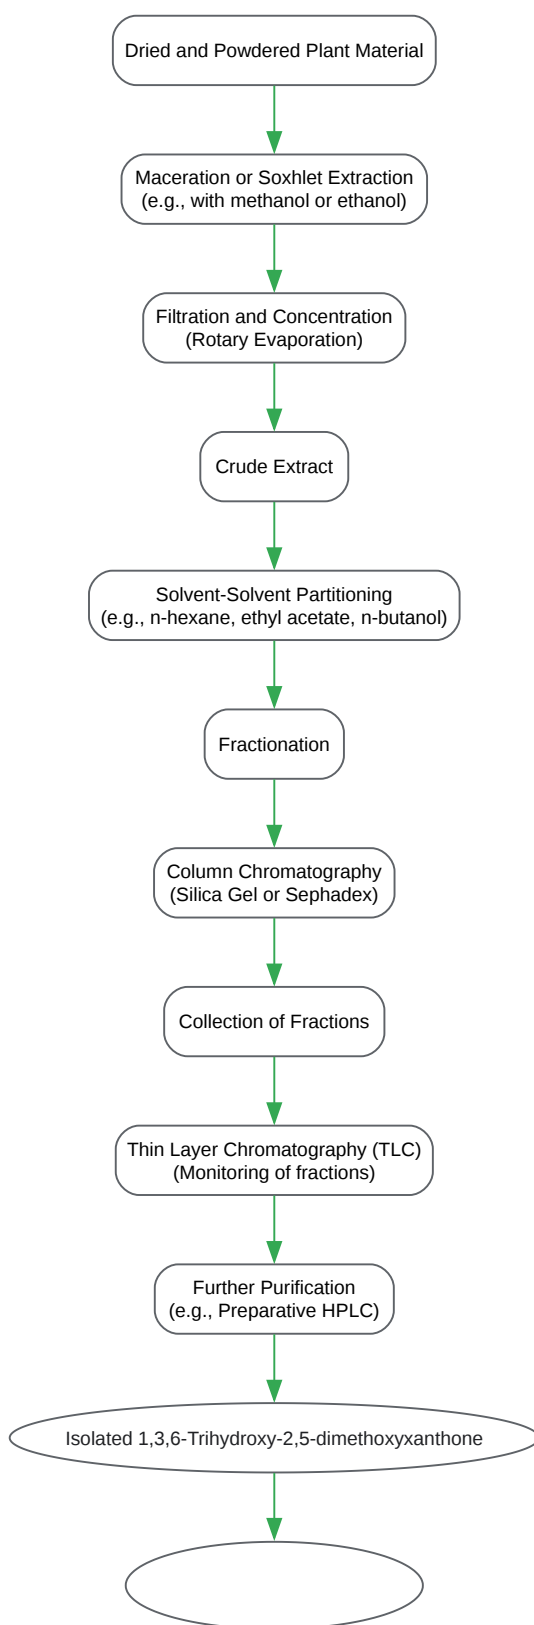 Dried and Powdered Plant Material
Maceration or Soxhlet Extraction
(e.g., with methanol or ethanol)
Filtration and Concentration
(Rotary Evaporation)
Crude Extract
Solvent-Solvent Partitioning
(e.g., n-hexane, ethyl acetate, n-butanol)
Fractionation
Column Chromatography
(Silica Gel or Sephadex)
Collection of Fractions
Thin Layer Chromatography (TLC)
(Monitoring of fractions)
Further Purification
(e.g., Preparative HPLC)
Isolated 1,3,6-Trihydroxy-2,5-dimethoxyxanthone